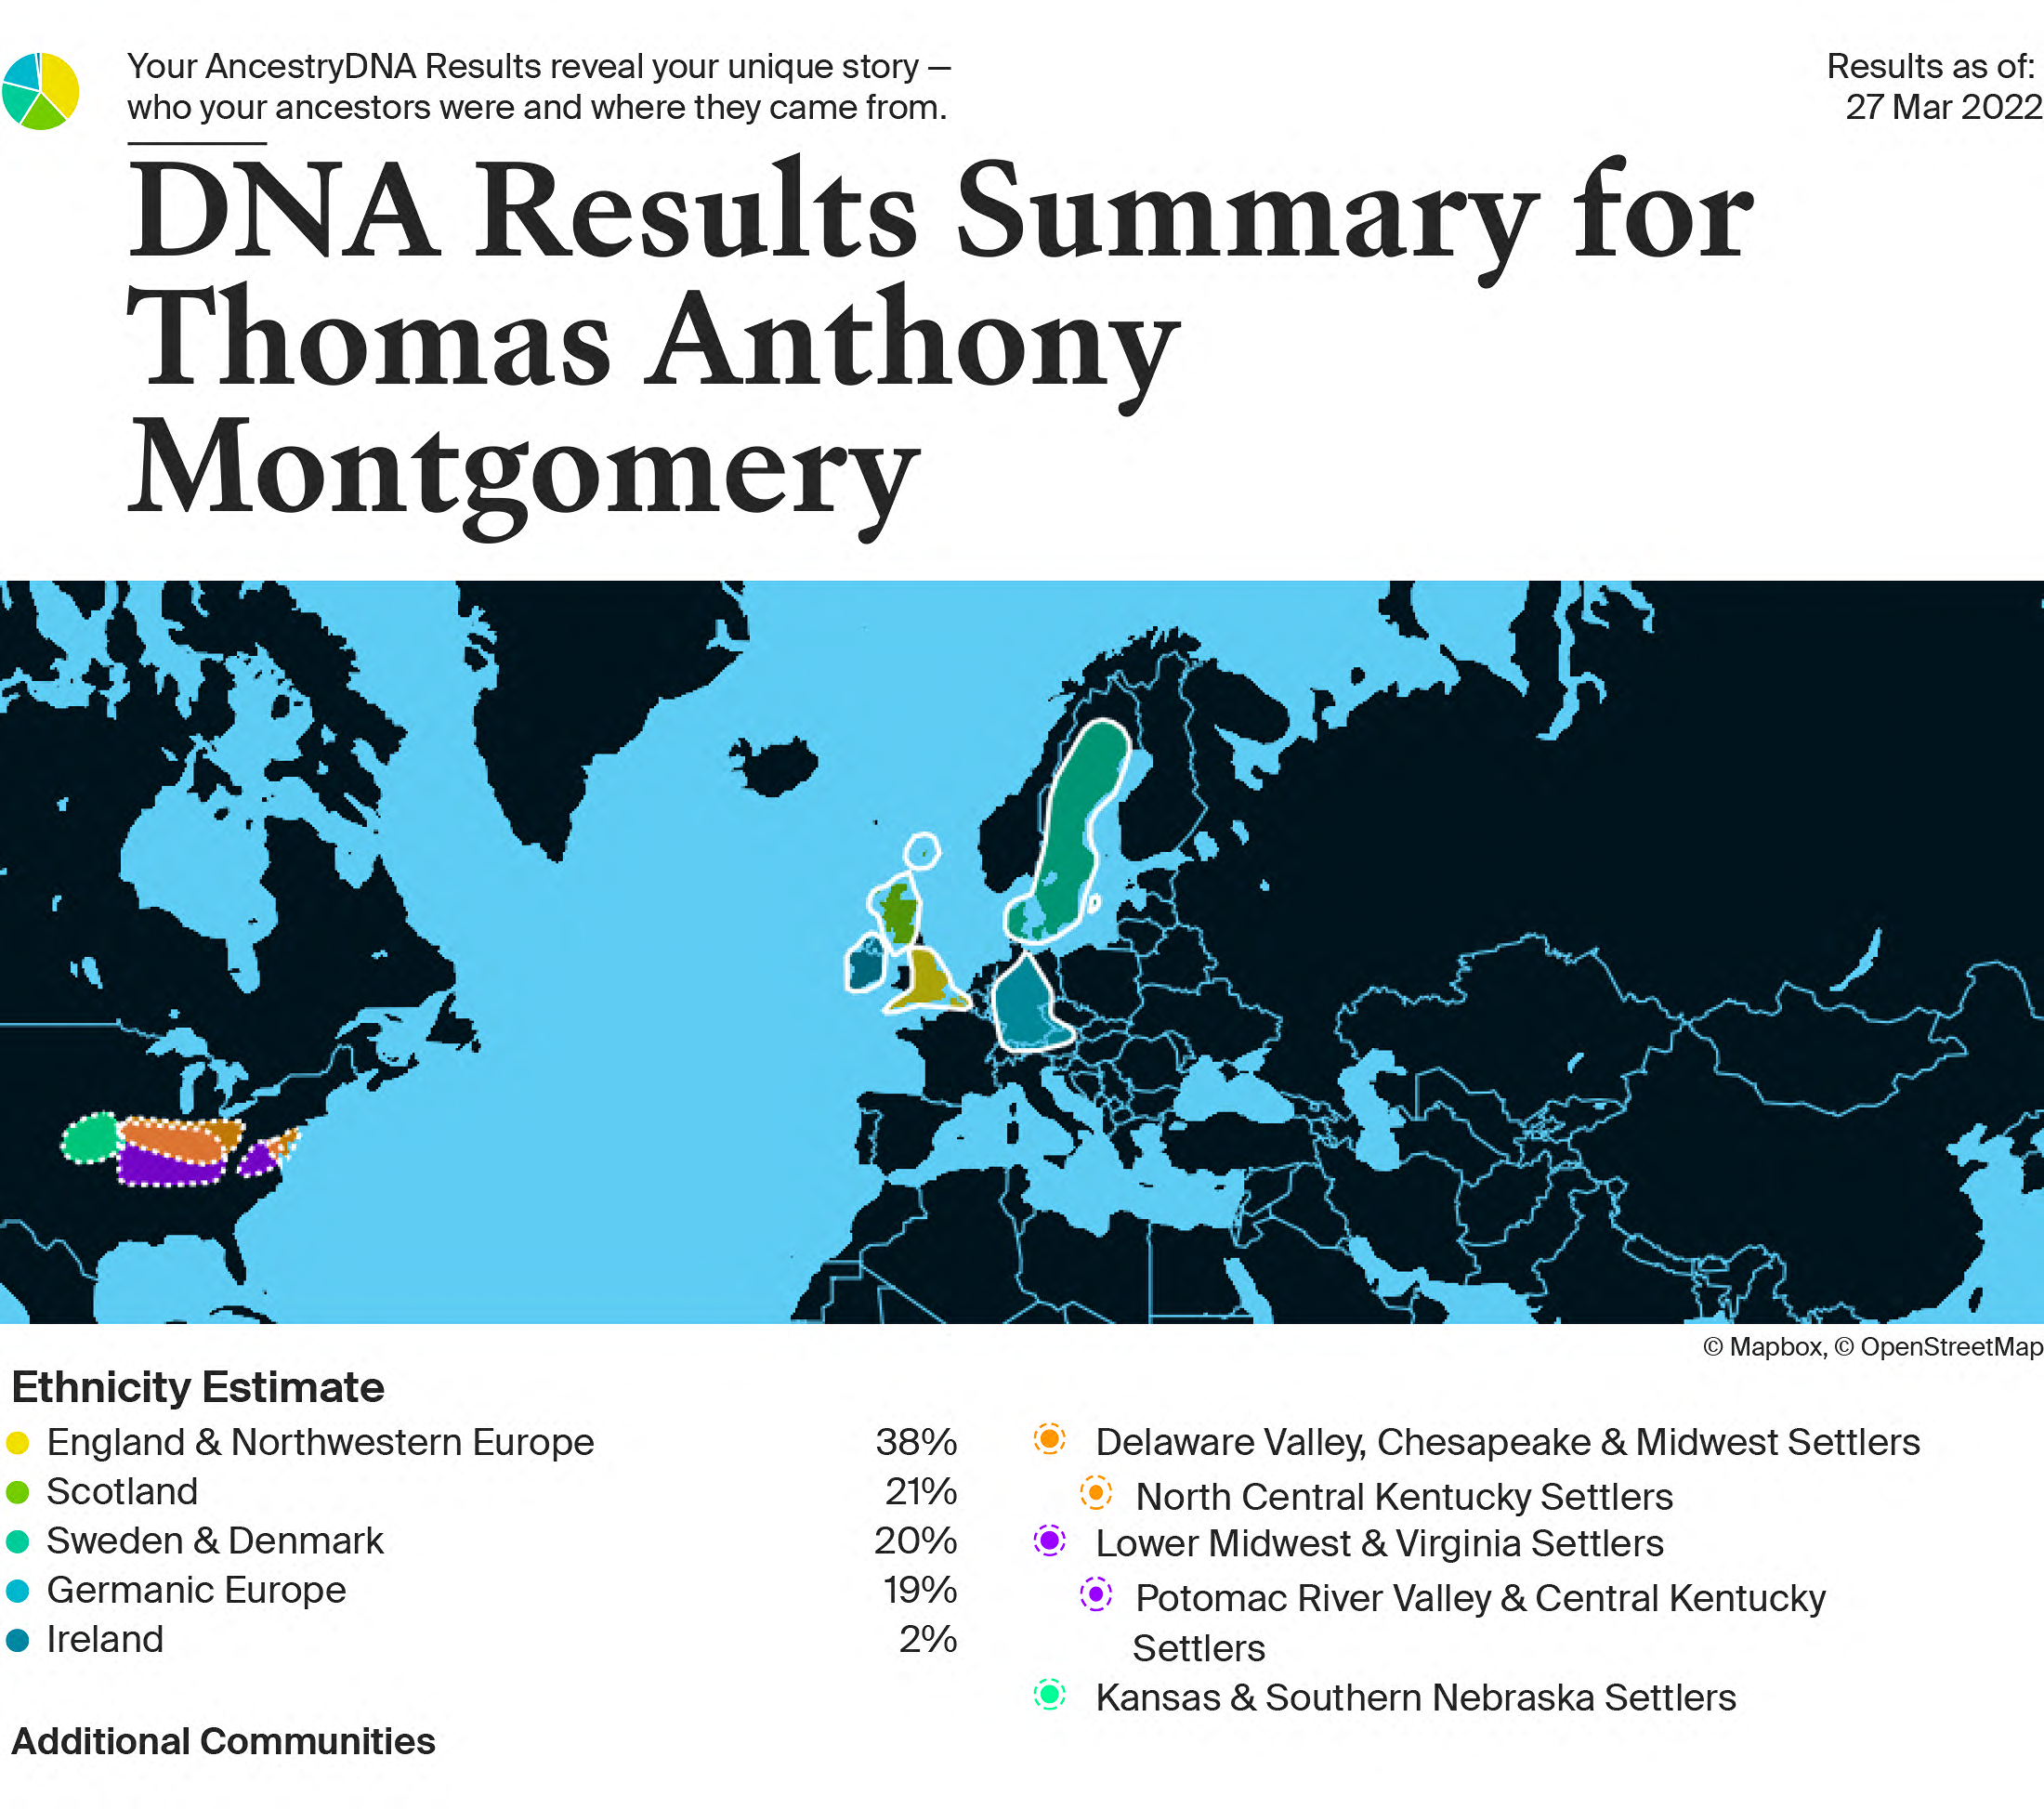 Your AncestryDNA Results reveal your unique story —
who your ancestors were and where they came from.
Results as of:
27 Mar 2022
DNA Results Summary for
Thomas Anthony
Montgomery
© Mapbox, © OpenStreetMap
Ethnicity Estimate
England & Northwestern Europe 38%
Scotland 21%
Sweden & Denmark 20%
Germanic Europe 19%
Ireland 2%
Additional Communities
Delaware Valley, Chesapeake & Midwest Settlers
North Central Kentucky Settlers
Lower Midwest & Virginia Settlers
Potomac River Valley & Central Kentucky
Settlers
Kansas & Southern Nebraska Settlers